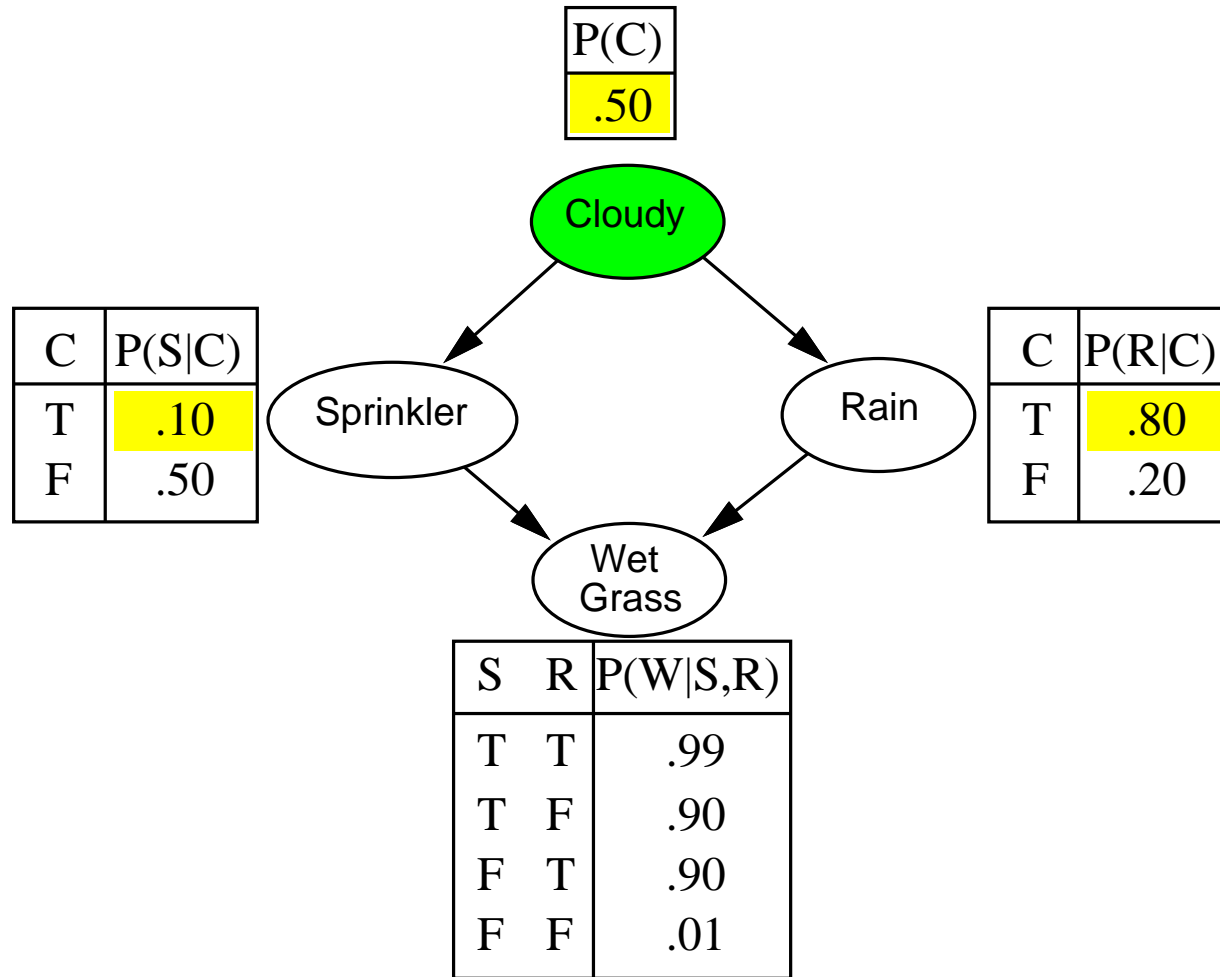 P(C)
.50
Cloudy
C P(S|C)
T .10
F .50
Sprinkler
Rain
C P(R|C)
T .80
F .20
Wet
Grass
S R P(W|S,R)
T T .99
T F .90
F T .90
F F .01